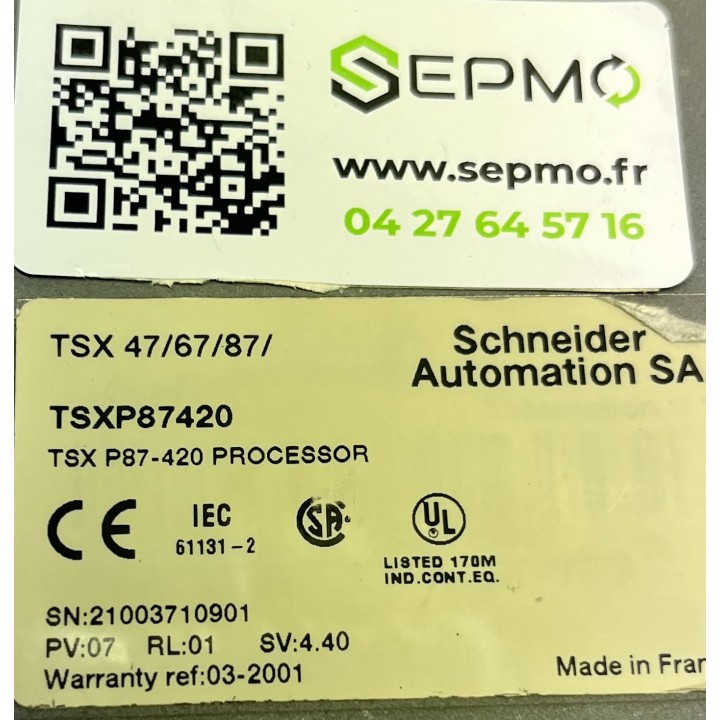 SEPMO
www.sepmo.fr
04 27 64 57 16
TSX 47/67/87/
Schneider
Automation SA
TSXP87420
TSX P87-420 PROCESSOR
CE
IEC
61131-2
SA
UL
LISTED 170M
IND.CONT.EQ.
SN:21003710901
PV:07 RL:01 SV:4.40
Warranty ref:03-2001
Made in Fran